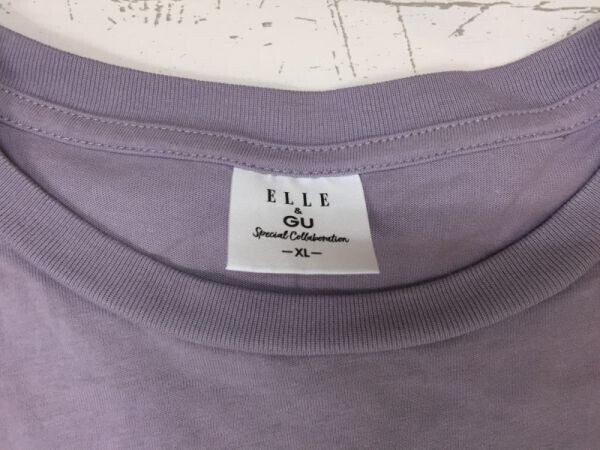 ELLE
&
GU
Special Collaboration
—XL—